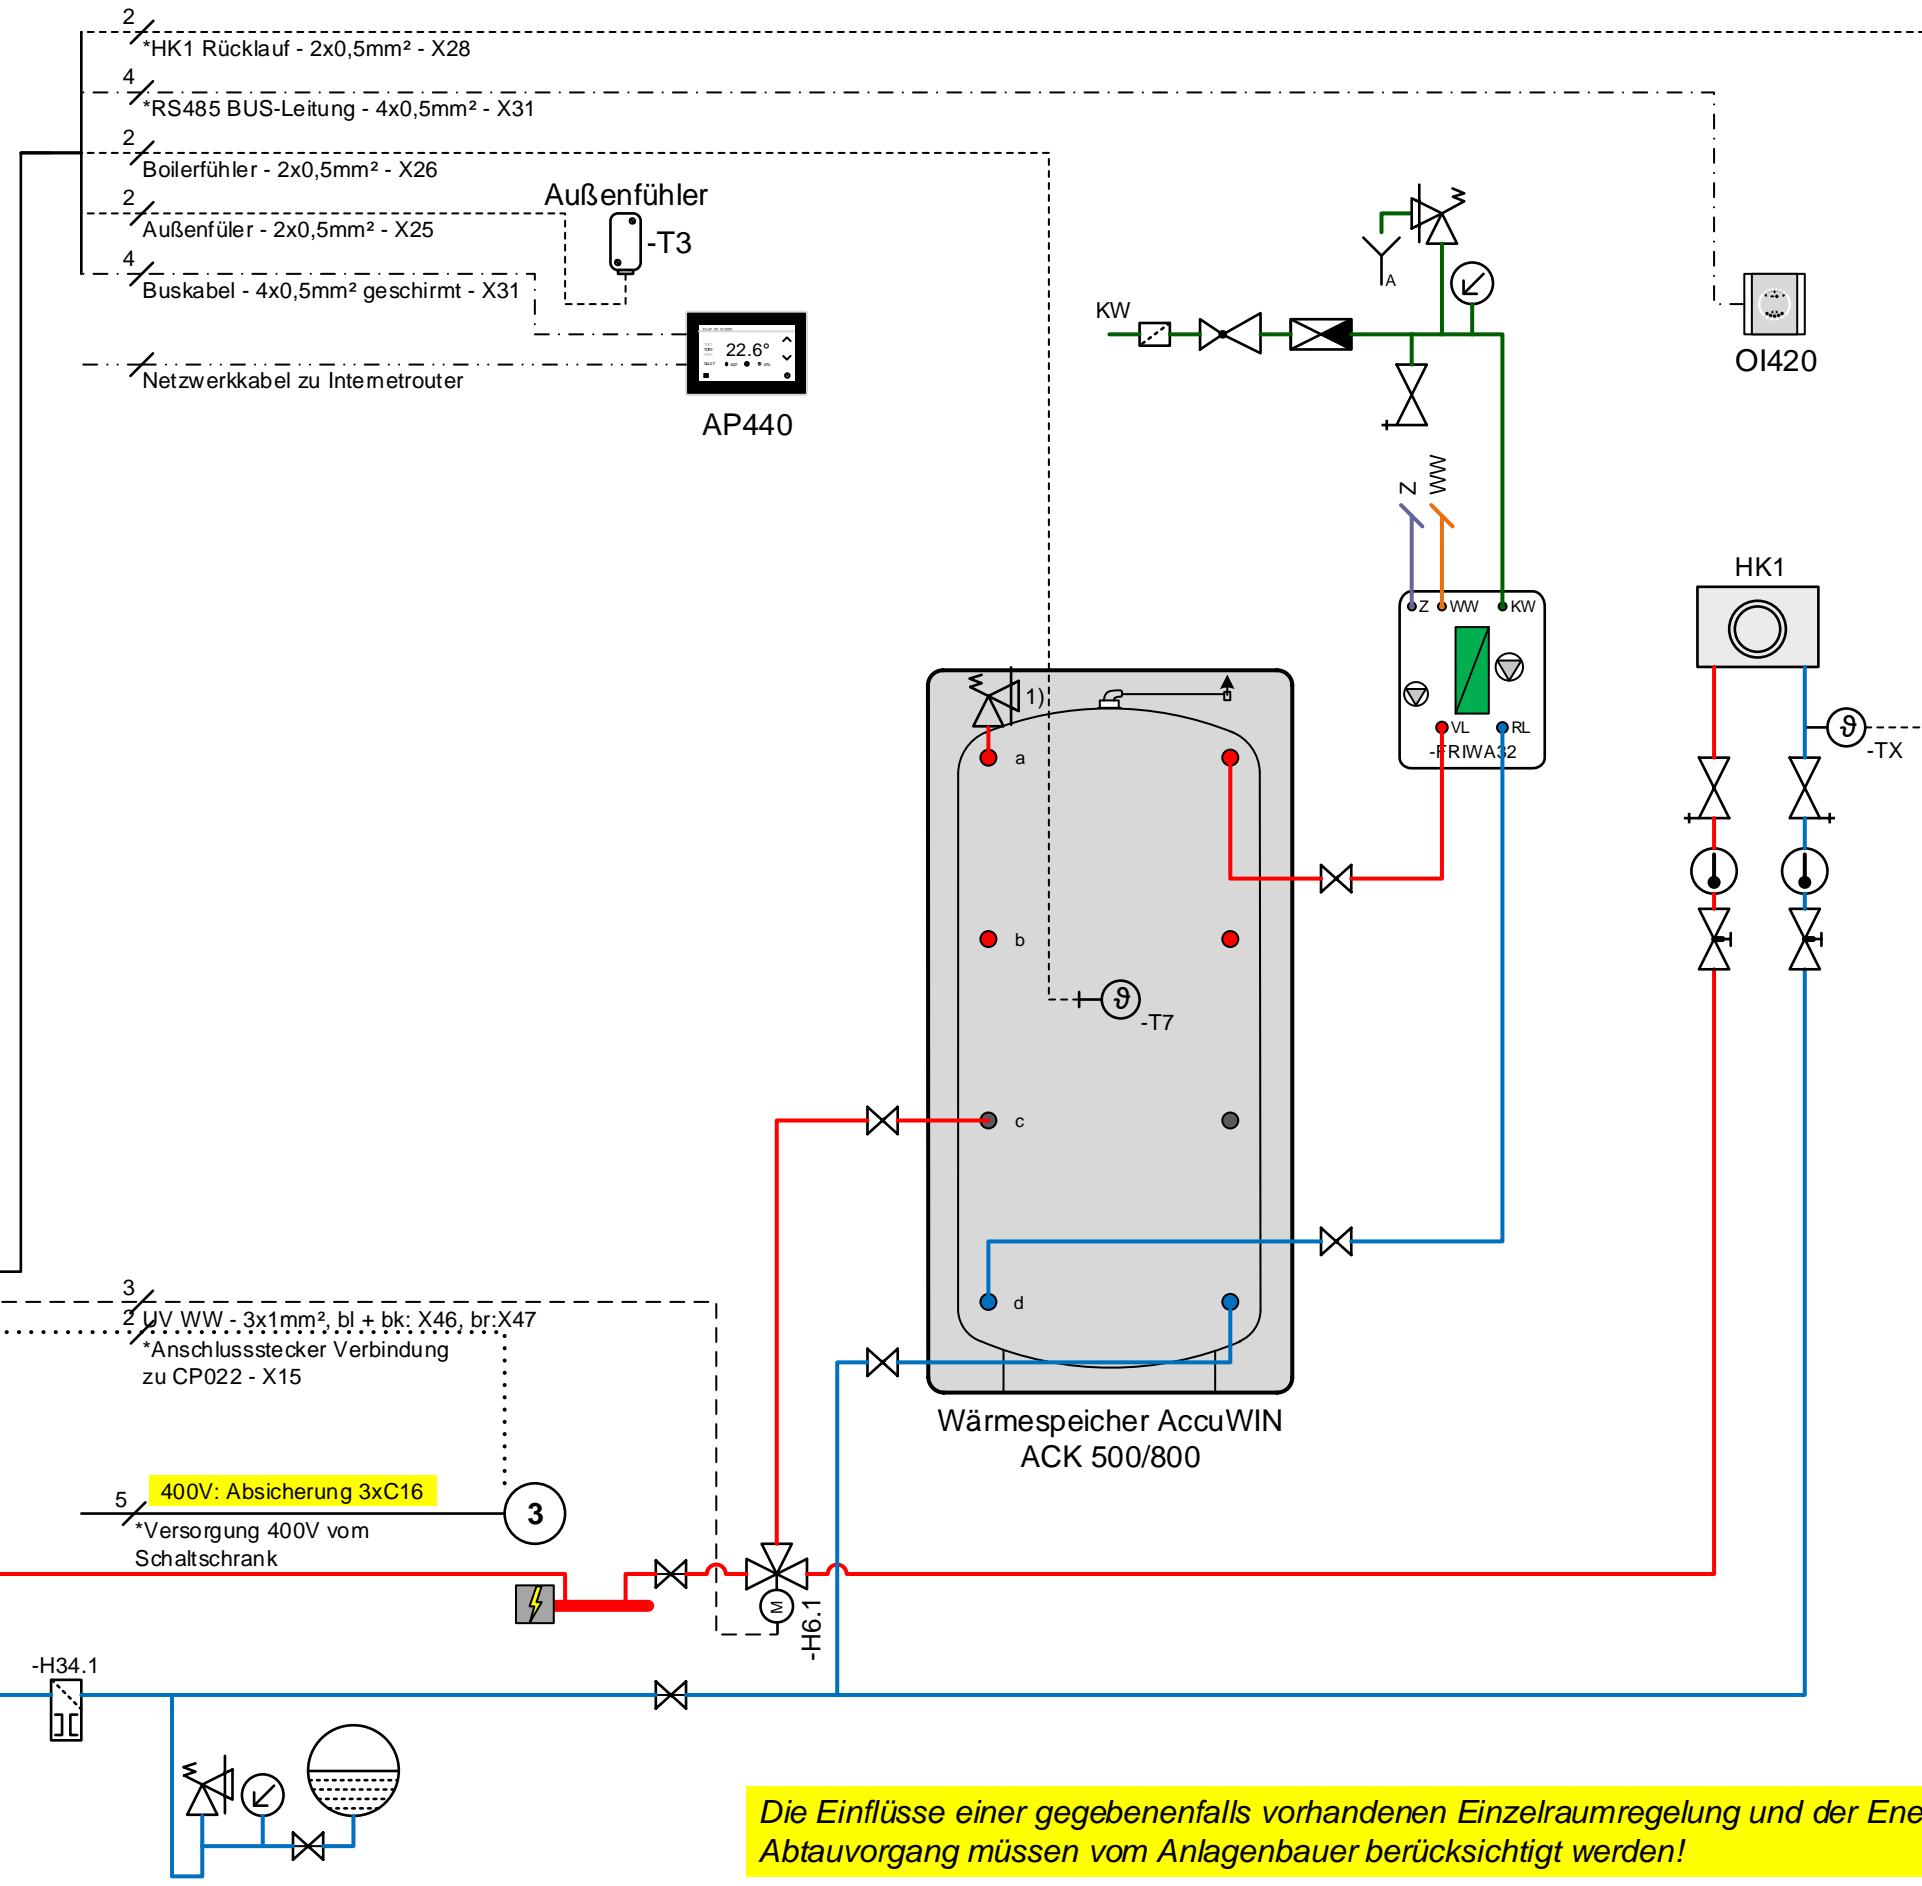 2
*HK1 Rücklauf - 2x0,5mm² - X28
4
*RS485 BUS-Leitung - 4x0,5mm² - X31
2
Boilerfühler - 2x0,5mm² - X26
2
Außenfüler - 2x0,5mm² - X25
4
Buskabel - 4x0,5mm² geschirmt - X31
Netzwerkkabel zu Internetrouter
Außenfühler
-T3
22.6°
AP440
A
KW
OI420
Z
WW
Z WW KW
VL RL
-FRIWA32
HK1
-TX
1)
a
b
-T7
c
d
Wärmespeicher AccuWIN
ACK 500/800
3
UV WW - 3x1mm², bl + bk: X46, br:X47
2
*Anschlussstecker Verbindung
zu CP022 - X15
400V: Absicherung 3xC16
5
*Versorgung 400V vom
Schaltschrank
3
M
-H6.1
-H34.1
Die Einflüsse einer gegebenenfalls vorhandenen Einzelraumregelung und der Ene
Abtauvorgang müssen vom Anlagenbauer berücksichtigt werden!